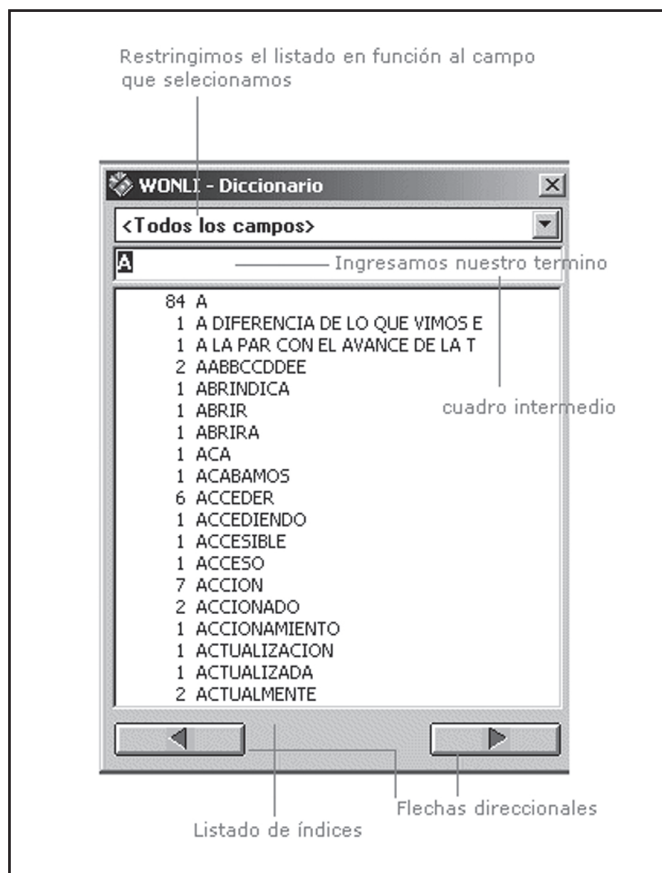 Restringimos el listado en función al campo
que selecionamos
WONLI - Diccionario
<Todos los campos>
A
Ingresamos nuestro termino
84 A
1 A DIFERENCIA DE LO QUE VIMOS E
1 A LA PAR CON EL AVANCE DE LA T
2 AABBCCDDEE
1 ABRINDICA
cuadro intermedio
1 ABRIR
1 ABRIRA
1 ACA
1 ACABAMOS
6 ACCEDER
1 ACCEDIENDO
1 ACCESIBLE
1 ACCESO
7 ACCION
2 ACCIONADO
1 ACCIONAMIENTO
1 ACTUALIZACION
1 ACTUALIZADA
2 ACTUALMENTE
Flechas direccionales
Listado de índices